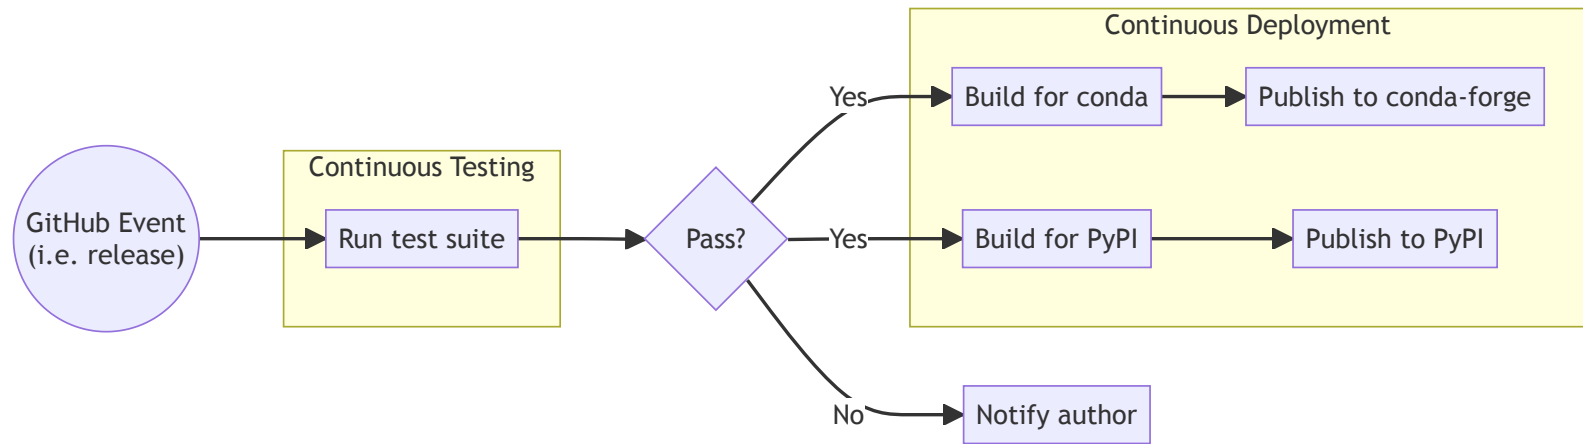 Continuous Deployment
Yes
Build for conda
Publish to conda-forge
Continuous Testing
GitHub Event
(i.e. release)
Run test suite
Pass?
Yes
Build for PyPI
Publish to PyPI
No
Notify author